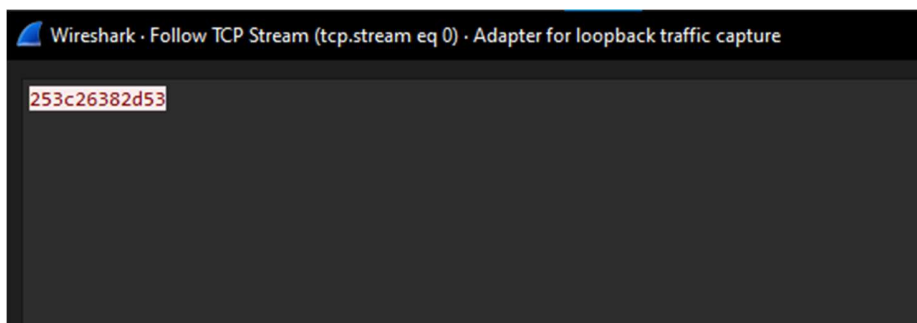 Wireshark · Follow TCP Stream (tcp.stream eq 0) · Adapter for loopback traffic capture
253c26382d53